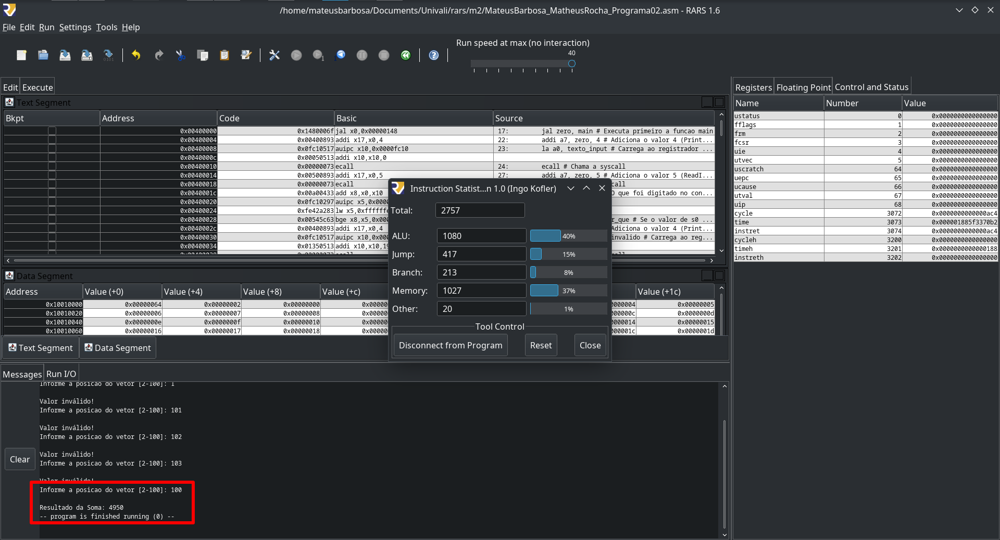 /home/mateusbarbosa/Documents/Univali/rars/m2/MateusBarbosa_MatheusRocha_Programa02.asm - RARS 1.6
File Edit Run Settings Tools Help
Run speed at max (no interaction)
40
Edit Execute
Text Segment
Bkpt Address Code Basic Source
0x00400000 0x1480006f jal x0,0x00000148 17: jal zero, main # Executa primeiro a funcao main
0x00400004 0x00400893 addi x17,x0,4 22: addi a7, zero, 4 # Adiciona o valor 4 (Print...
0x00400008 0x0fc10517 auipc x10,0x0000fc10 23: la a0, texto_input # Carrega ao registrador ...
0x0040000c 0x00050513 addi x10,x10,0
0x00400010 0x00000073 ecall 24: ecall # Chama a syscall
0x00400014 0x00500893 addi x17,x0,5 27: addi a7, zero, 5 # Adiciona o valor 5 (ReadI...
0x00400018 0x00000073 ecall
0x0040001c 0x00a00433 add x8,x0,x10 O que foi digitado no con...
0x00400020 0x0fc10297 auipc x5,0x000
0x00400024 0xfe42a283 lw x5,0xffffffe
0x00400028 0x00545c63 bge x8,x5,0x000 r_que # Se o valor de s0 ...
0x0040002c 0x00400893 addi x17,x0,4 Adiciona o valor 4 (Print...
0x00400030 0x0fc10517 auipc x10,0x00 invalido # Carrega ao reg...
0x00400034 0x01350513 addi x10,x10,19
Data Segment
Address Value (+0) Value (+4) Value (+8) Value (+c) Value (+1c)
0x10010000 0x00000064 0x00000002 0x00000000 0x0000 0000004 0x00000005
0x10010020 0x00000006 0x00000007 0x00000008 0x0000 000000c 0x0000000d
0x10010040 0x0000000e 0x0000000f 0x00000010 0x0000 0000014 0x00000015
0x10010060 0x00000016 0x00000017 0x00000018 0x0000 000001c 0x0000001d
Text Segment Data Segment
Instruction Statist...n 1.0 (Ingo Kofler)
Total: 2757
ALU: 1080 40%
Jump: 417 15%
Branch: 213 8%
Memory: 1027 37%
Other: 20 1%
Tool Control
Disconnect from Program Reset Close
Messages Run I/O
Clear
Informe a posicao do vetor [2-100]: 1
Valor inválido!
Informe a posicao do vetor [2-100]: 101
Valor inválido!
Informe a posicao do vetor [2-100]: 102
Valor inválido!
Informe a posicao do vetor [2-100]: 103
Valor inválido!
Informe a posicao do vetor [2-100]: 100
Resultado da Soma: 4950
-- program is finished running (0) --
Registers Floating Point Control and Status
Name Number Value
ustatus 0 0x0000000000000000
fflags 1 0x0000000000000000
frm 2 0x0000000000000000
fcsr 3 0x0000000000000000
uie 4 0x0000000000000000
utvec 5 0x0000000000000000
uscratch 64 0x0000000000000000
uepc 65 0x0000000000000000
ucause 66 0x0000000000000000
utval 67 0x0000000000000000
uip 68 0x0000000000000000
cycle 3072 0x0000000000000ac4
time 3073 0x000001885f3370b2
instret 3074 0x0000000000000ac4
cycleh 3200 0x0000000000000000
timeh 3201 0x0000000000000188
instreth 3202 0x0000000000000000